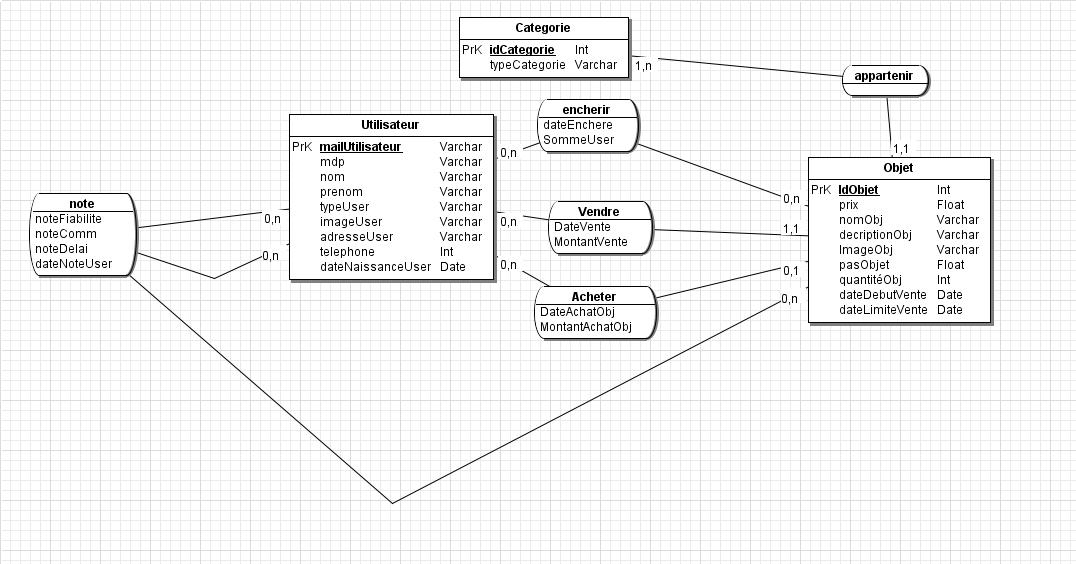 Categorie
PrK idCategorie Int
typeCategorie Varchar
1,n
appartenir
1,1
encherir
dateEnchere
SommeUser
0,n
0,n
Utilisateur
PrK mailUtilisateur Varchar
mdp Varchar
nom Varchar
prenom Varchar
typeUser Varchar
imageUser Varchar
adresseUser Varchar
telephone Int
dateNaissanceUser Date
Objet
PrK IdObjet Int
prix Float
nomObj Varchar
decriptionObj Varchar
ImageObj Varchar
pasObjet Float
quantitéObj Int
dateDebutVente Date
dateLimiteVente Date
note
noteFiabilite
noteComm
noteDelai
dateNoteUser
0,n
0,n
Vendre
DateVente
MontantVente
0,n
1,1
Acheter
DateAchatObj
MontantAchatObj
0,n
0,1
0,n